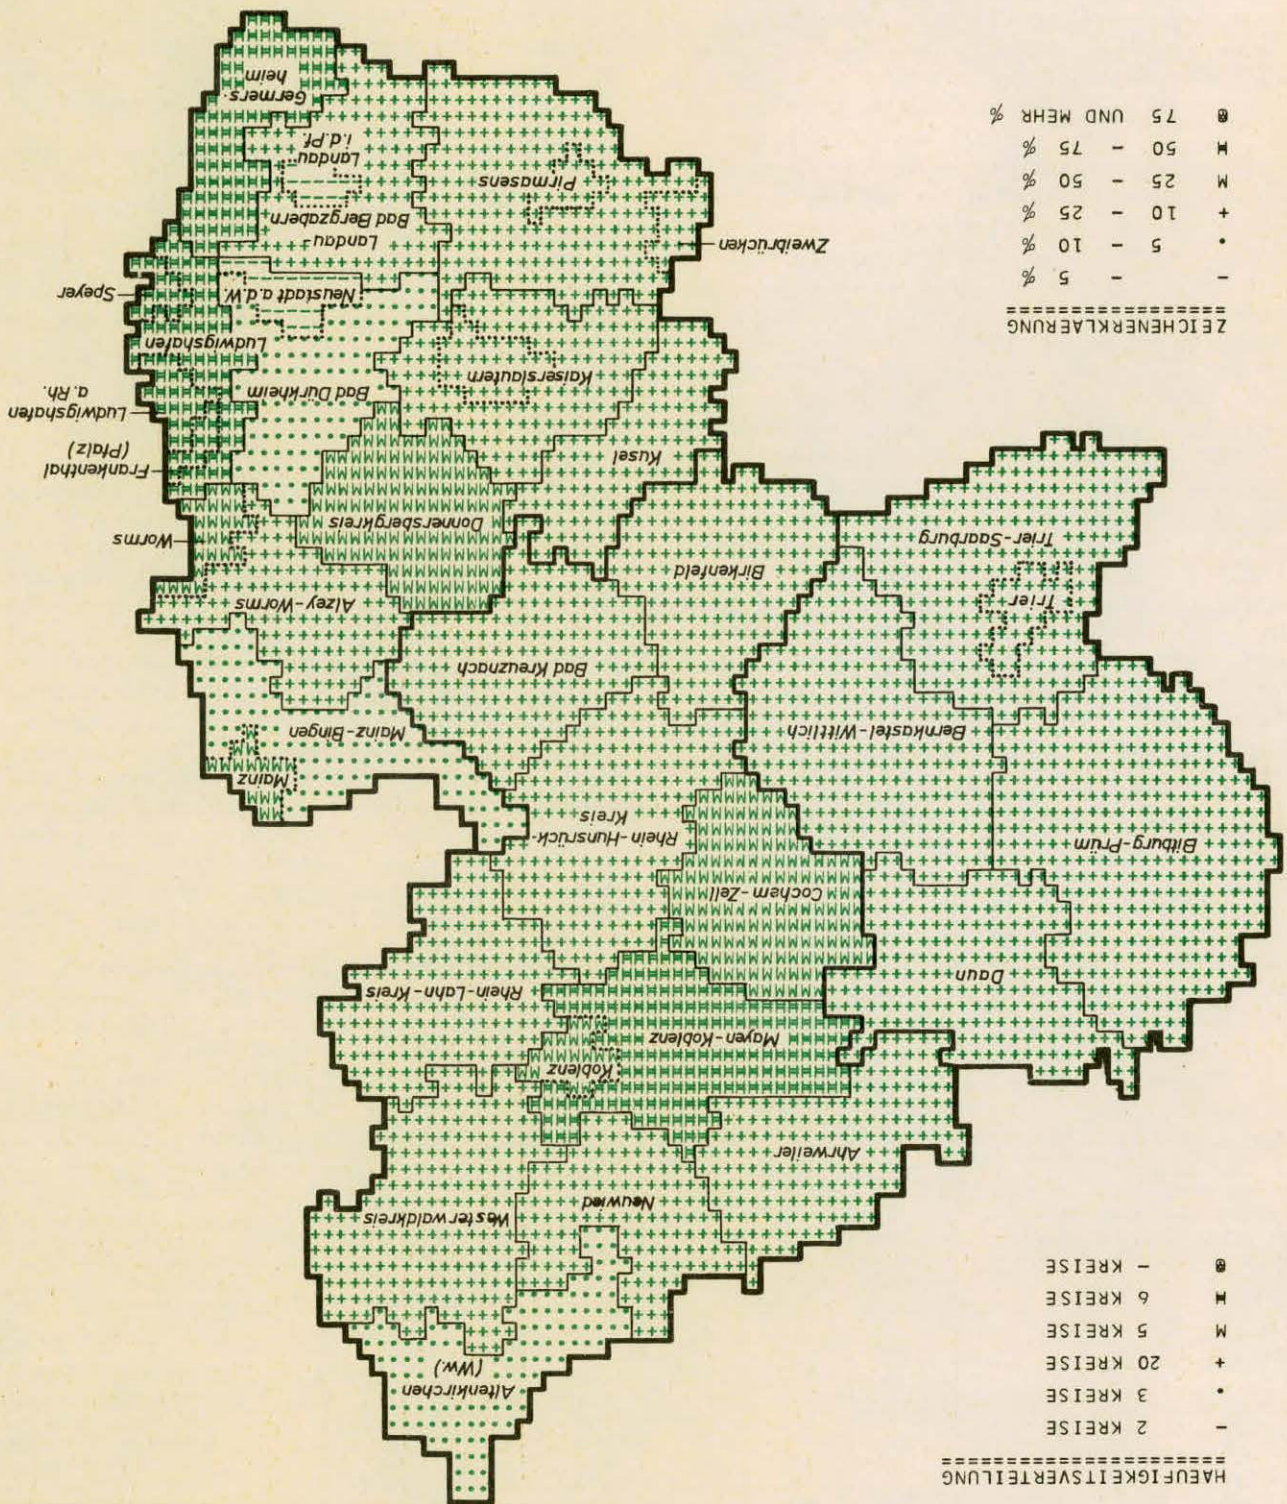 HAEUFIGKEITSVERTEILUNG
======================
– 2 KREISE
• 3 KREISE
+ 20 KREISE
M 5 KREISE
6 KREISE
– KREISE
Altenkirchen
(Ww.)
Neuwied
Westerwaldkreis
Ahrweiler
Koblenz
Mayen-Koblenz
Rhein-Lahn-Kreis
Daun
Cochem-Zell
Bitburg-Prüm
Rhein-Hunsrück-
Kreis
Mainz
Mainz-Bingen
Bernkastel-Wittlich
Bad Kreuznach
Trier
Birkenfeld
Alzey-Worms
Trier-Saarburg
Worms
Donnersbergkreis
Kusel
Frankenthal
(Pfalz)
Ludwigshafen
a. Rh.
Bad Dürkheim
Kaiserslautern
Ludwigshafen
Neustadt a.d.W.
Speyer
Zweibrücken
Landau-
Bad Bergzabern
Pirmasens
Landau
i.d.Pf.
Germers-
heim
ZEICHENERKLAERUNG
=================
– – 5 %
• 5 – 10 %
+ 10 – 25 %
M 25 – 50 %
50 – 75 %
75 UND MEHR %